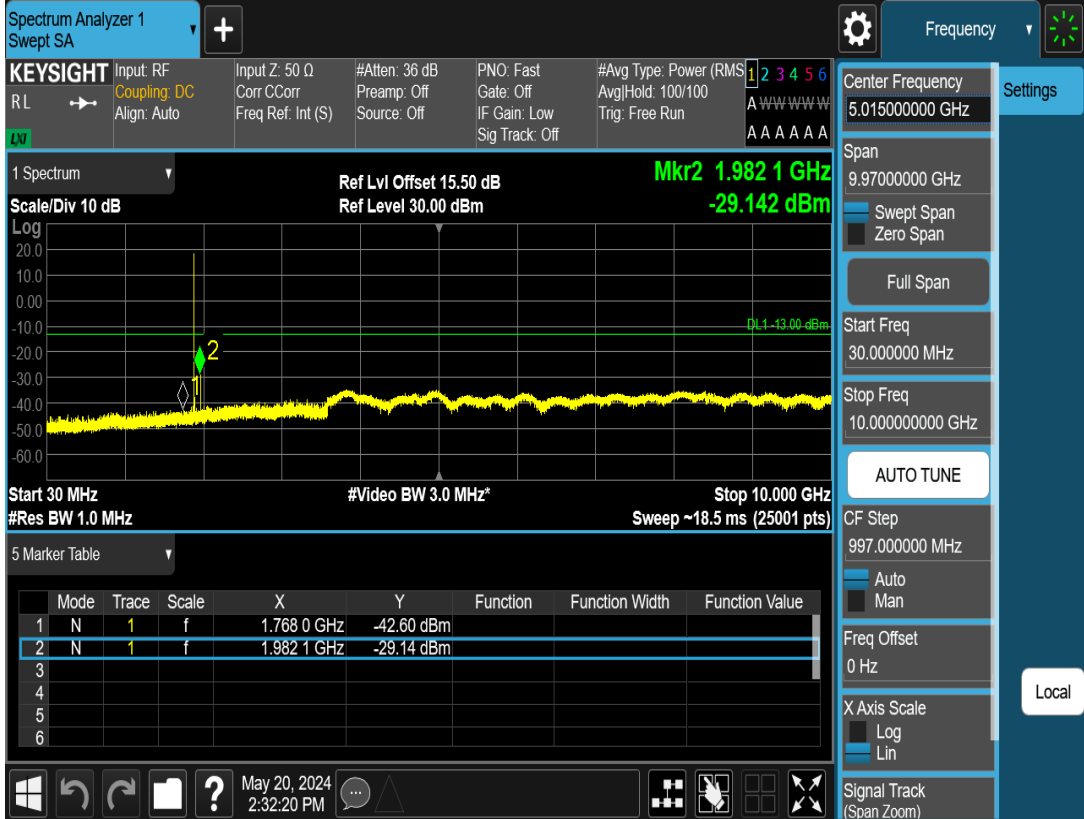 Spectrum Analyzer 1
Swept SA
+
Frequency
KEYSIGHT
R L
LXI
Input: RF
Coupling: DC
Align: Auto
Input Z: 50 Ω
Corr CCorr
Freq Ref: Int (S)
#Atten: 36 dB
Preamp: Off
Source: Off
PNO: Fast
Gate: Off
IF Gain: Low
Sig Track: Off
#Avg Type: Power (RMS
Avg|Hold: 100/100
Trig: Free Run
1 2 3 4 5 6
A W W W W W
A A A A A A
1 Spectrum
Scale/Div 10 dB
Ref Lvl Offset 15.50 dB
Ref Level 30.00 dBm
Mkr2 1.982 1 GHz
-29.142 dBm
Log
20.0
10.0
0.00
-10.0
-20.0
-30.0
-40.0
-50.0
-60.0
DL1 -13.00 dBm
2
1
Start 30 MHz
#Res BW 1.0 MHz
#Video BW 3.0 MHz*
Stop 10.000 GHz
Sweep ~18.5 ms (25001 pts)
5 Marker Table
Mode Trace Scale X Y Function Function Width Function Value
1 N 1 f 1.768 0 GHz -42.60 dBm
2 N 1 f 1.982 1 GHz -29.14 dBm
3
4
5
6
?
May 20, 2024
2:32:20 PM
Center Frequency
5.015000000 GHz
Span
9.97000000 GHz
Swept Span
Zero Span
Full Span
Start Freq
30.000000 MHz
Stop Freq
10.000000000 GHz
AUTO TUNE
CF Step
997.000000 MHz
Auto
Man
Freq Offset
0 Hz
X Axis Scale
Log
Lin
Signal Track
(Span Zoom)
Settings
Local